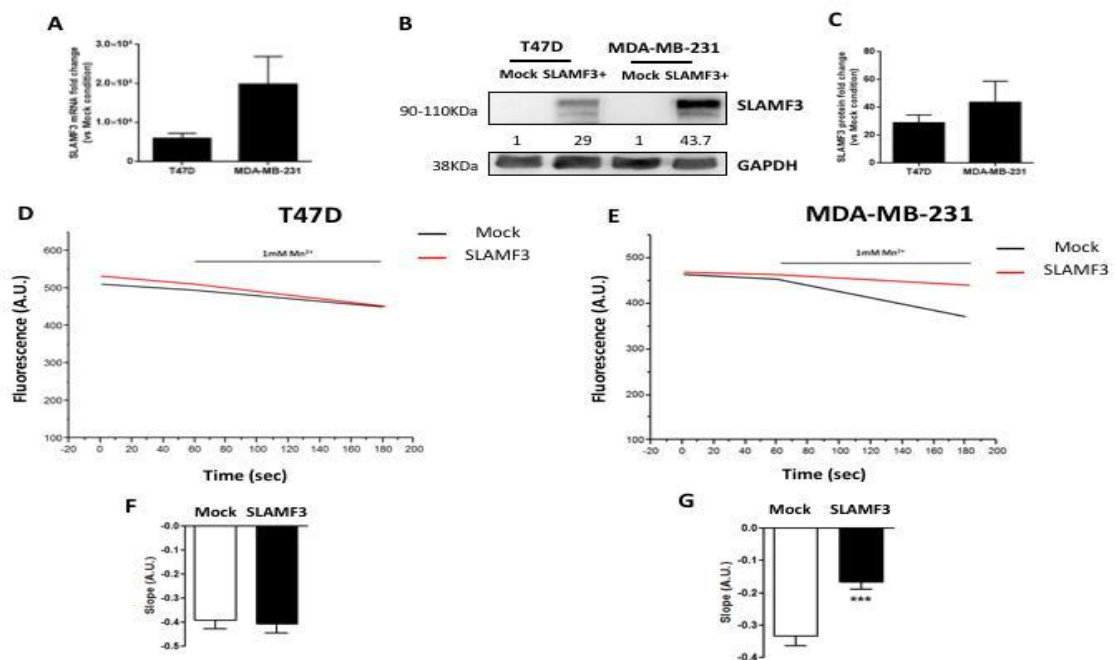 A
SLAMF3 mRNA fold change
(vs Mock condition)
3.0×10⁴
2.0×10⁴
1.0×10⁴
0
T47D
MDA-MB-231
B
T47D
MDA-MB-231
Mock SLAMF3+
Mock SLAMF3+
90-110KDa
SLAMF3
1
29
1
43.7
38KDa
GAPDH
C
SLAMF3 protein fold change
(vs Mock condition)
80
60
40
20
0
T47D
MDA-MB-231
D
T47D
Mock
SLAMF3
1mM Mn²⁺
Fluorescence (A.U.)
600
500
400
300
200
100
-20 0 20 40 60 80 100 120 140 160 180 200
Time (sec)
E
MDA-MB-231
Mock
SLAMF3
1mM Mn²⁺
Fluorescence (A.U.)
500
400
300
200
100
-20 0 20 40 60 80 100 120 140 160 180 200
Time (sec)
F
Mock SLAMF3
Slope (A.U.)
-0.0
-0.1
-0.2
-0.3
-0.4
-0.5
G
Mock SLAMF3
Slope (A.U.)
0.0
-0.1
-0.2
-0.3
-0.4
***